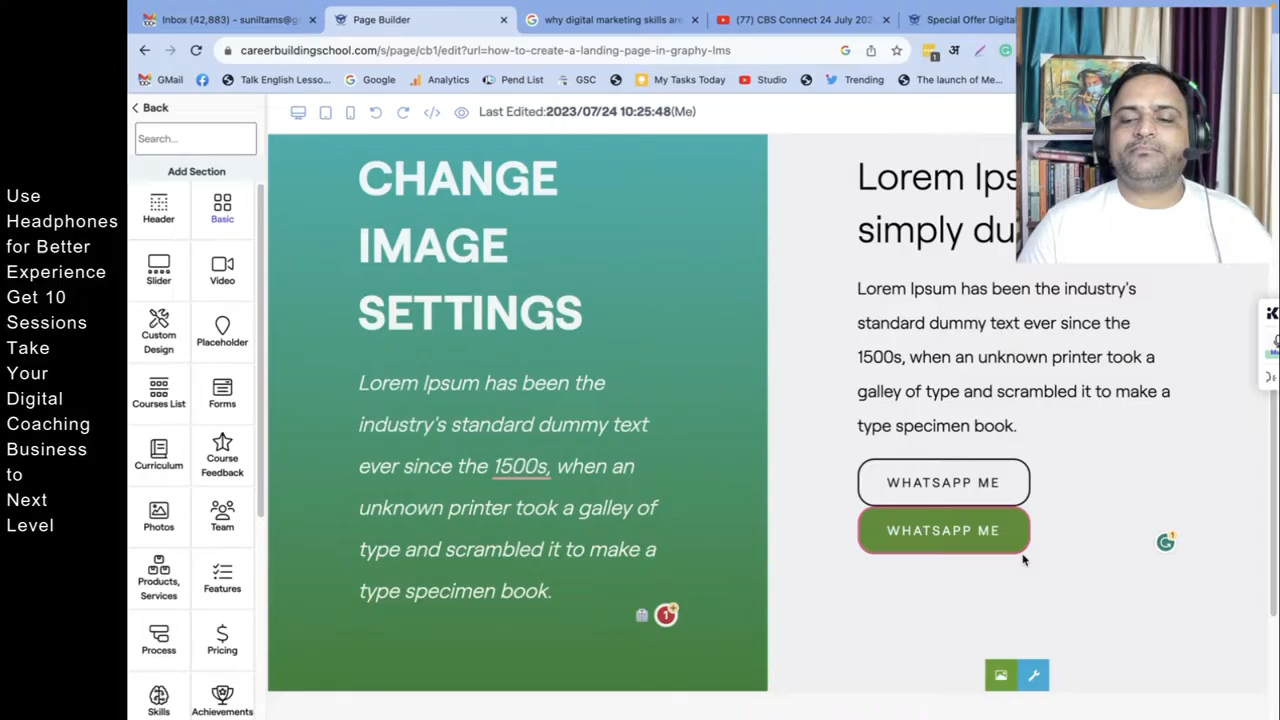 Use
Headphones
for Better
Experience
Get 10
Sessions
Take
Your
Digital
Coaching
Business
to
Next
Level
Inbox (42,883) - suniltams@g
Page Builder
why digital marketing skills are
(77) CBS Connect 24 July 202
Special Offer Digital
careerbuildingschool.com/s/page/cb1/edit?url=how-to-create-a-landing-page-in-graphy-lms
अ
GMail
Talk English Lesso...
Google
Analytics
Pend List
GSC
My Tasks Today
Studio
Trending
The launch of Me...
Back
Last Edited:2023/07/24 10:25:48(Me)
Search...
Add Section
Header
Basic
Slider
Video
Custom
Design
Placeholder
Courses List
Forms
Curriculum
Course
Feedback
Photos
Team
Products,
Services
Features
Process
Pricing
Skills
Achievements
CHANGE
IMAGE
SETTINGS
Lorem Ipsum has been the
industry's standard dummy text
ever since the 1500s, when an
unknown printer took a galley of
type and scrambled it to make a
type specimen book.
1
Lorem Ips
simply du
Lorem Ipsum has been the industry's
standard dummy text ever since the
1500s, when an unknown printer took a
galley of type and scrambled it to make a
type specimen book.
WHATSAPP ME
WHATSAPP ME
1